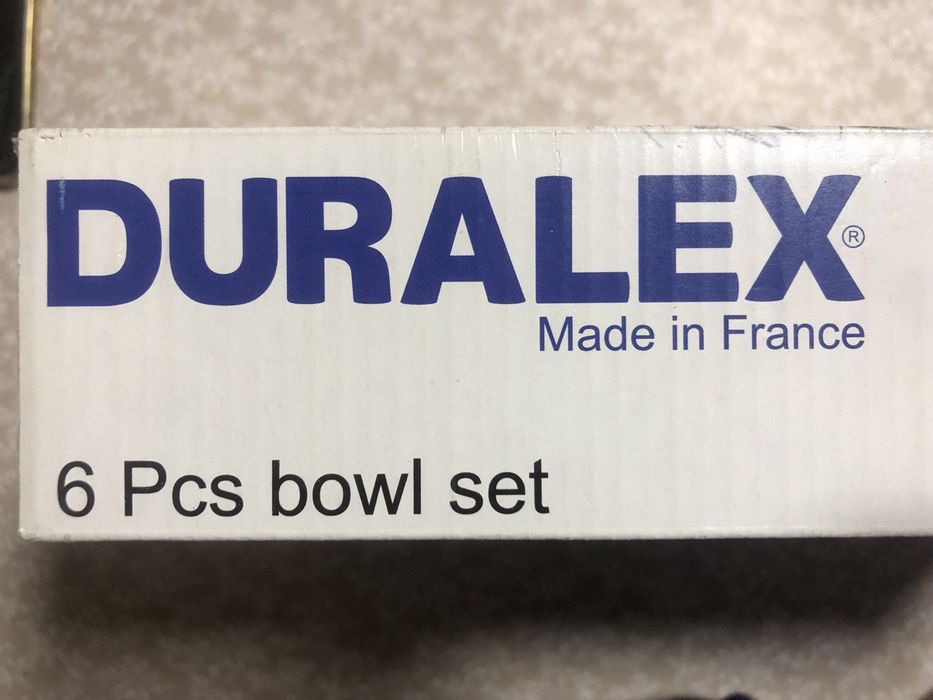 DURALEX®
Made in France
6 Pcs bowl set